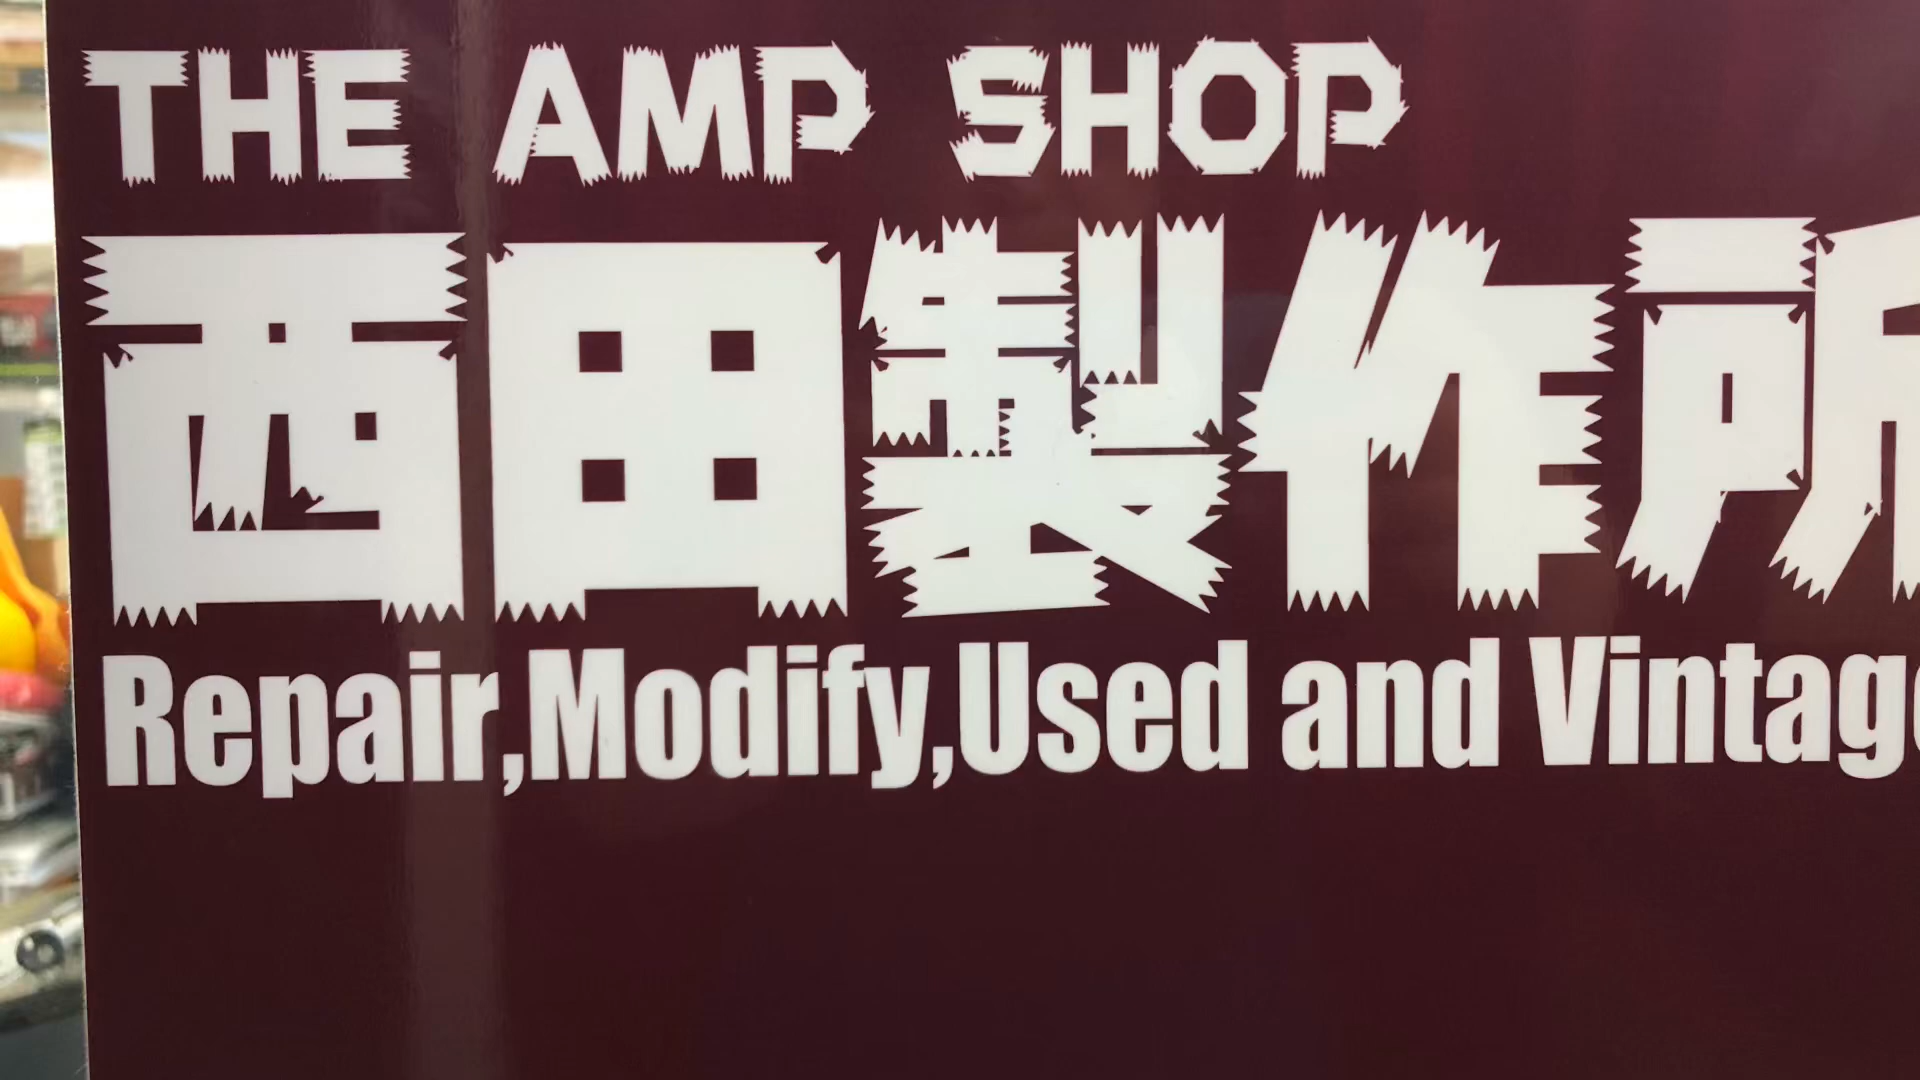 THE AMP SHOP
西田製作所
Repair,Modify,Used and Vintage